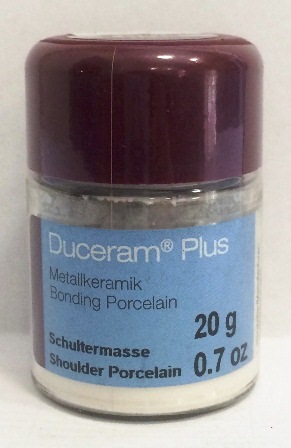 Duceram® Plus
Metallkeramik
Bonding Porcelain
20 g
Schultermasse
Shoulder Porcelain 0.7 oz